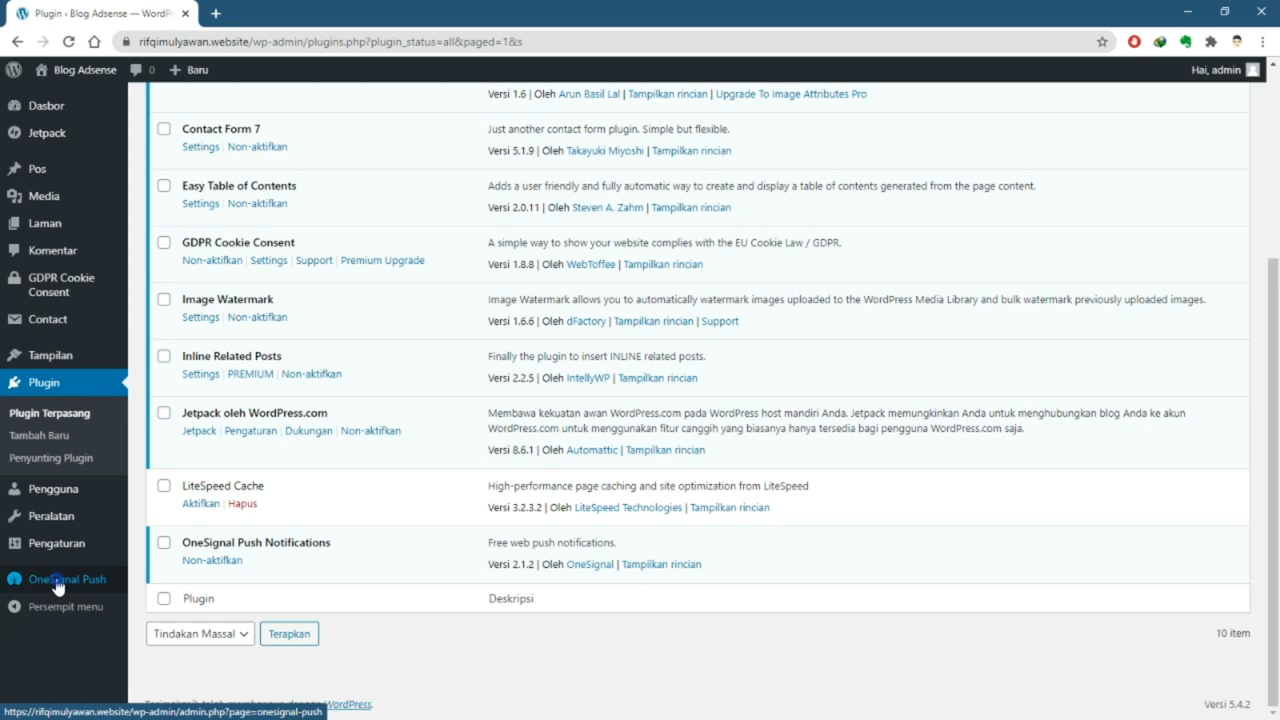 Plugin ‹ Blog Adsense — WordPr
rifqimulyawan.website/wp-admin/plugins.php?plugin_status=all&paged=1&s
Blog Adsense
0
Baru
Hai, admin
Dasbor
Jetpack
Pos
Media
Laman
Komentar
GDPR Cookie
Consent
Contact
Tampilan
Plugin
Plugin Terpasang
Tambah Baru
Penyunting Plugin
Pengguna
Peralatan
Pengaturan
OneSignal Push
Persempit menu
Versi 1.6 | Oleh Arun Basil Lal | Tampilkan rincian | Upgrade To Image Attributes Pro
Contact Form 7
Settings | Non-aktifkan
Just another contact form plugin. Simple but flexible.
Versi 5.1.9 | Oleh Takayuki Miyoshi | Tampilkan rincian
Easy Table of Contents
Settings | Non-aktifkan
Adds a user friendly and fully automatic way to create and display a table of contents generated from the page content.
Versi 2.0.11 | Oleh Steven A. Zahm | Tampilkan rincian
GDPR Cookie Consent
Non-aktifkan | Settings | Support | Premium Upgrade
A simple way to show your website complies with the EU Cookie Law / GDPR.
Versi 1.8.8 | Oleh WebToffee | Tampilkan rincian
Image Watermark
Settings | Non-aktifkan
Image Watermark allows you to automatically watermark images uploaded to the WordPress Media Library and bulk watermark previously uploaded images.
Versi 1.6.6 | Oleh dFactory | Tampilkan rincian | Support
Inline Related Posts
Settings | PREMIUM | Non-aktifkan
Finally the plugin to insert INLINE related posts.
Versi 2.2.5 | Oleh IntellyWP | Tampilkan rincian
Jetpack oleh WordPress.com
Jetpack | Pengaturan | Dukungan | Non-aktifkan
Membawa kekuatan awan WordPress.com pada WordPress host mandiri Anda. Jetpack memungkinkan Anda untuk menghubungkan blog Anda ke akun
WordPress.com untuk menggunakan fitur canggih yang biasanya hanya tersedia bagi pengguna WordPress.com saja.
Versi 8.6.1 | Oleh Automattic | Tampilkan rincian
LiteSpeed Cache
Aktifkan | Hapus
High-performance page caching and site optimization from LiteSpeed
Versi 3.2.3.2 | Oleh LiteSpeed Technologies | Tampilkan rincian
OneSignal Push Notifications
Non-aktifkan
Free web push notifications.
Versi 2.1.2 | Oleh OneSignal | Tampilkan rincian
Plugin
Deskripsi
Tindakan Massal
Terapkan
10 item
WordPress.
Versi 5.4.2
https://rifqimulyawan.website/wp-admin/admin.php?page=onesignal-push